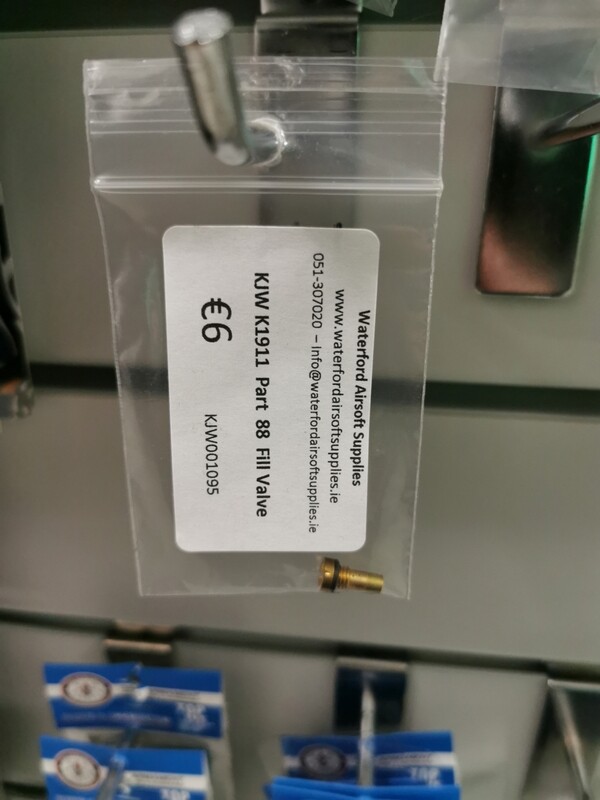 Waterford Airsoft Supplies
www.waterfordairsoftsupplies.ie
051-307020 – Info@waterfordairsoftsupplies.ie
KJW K1911 Part 88 Fill Valve
€6 KJW001095